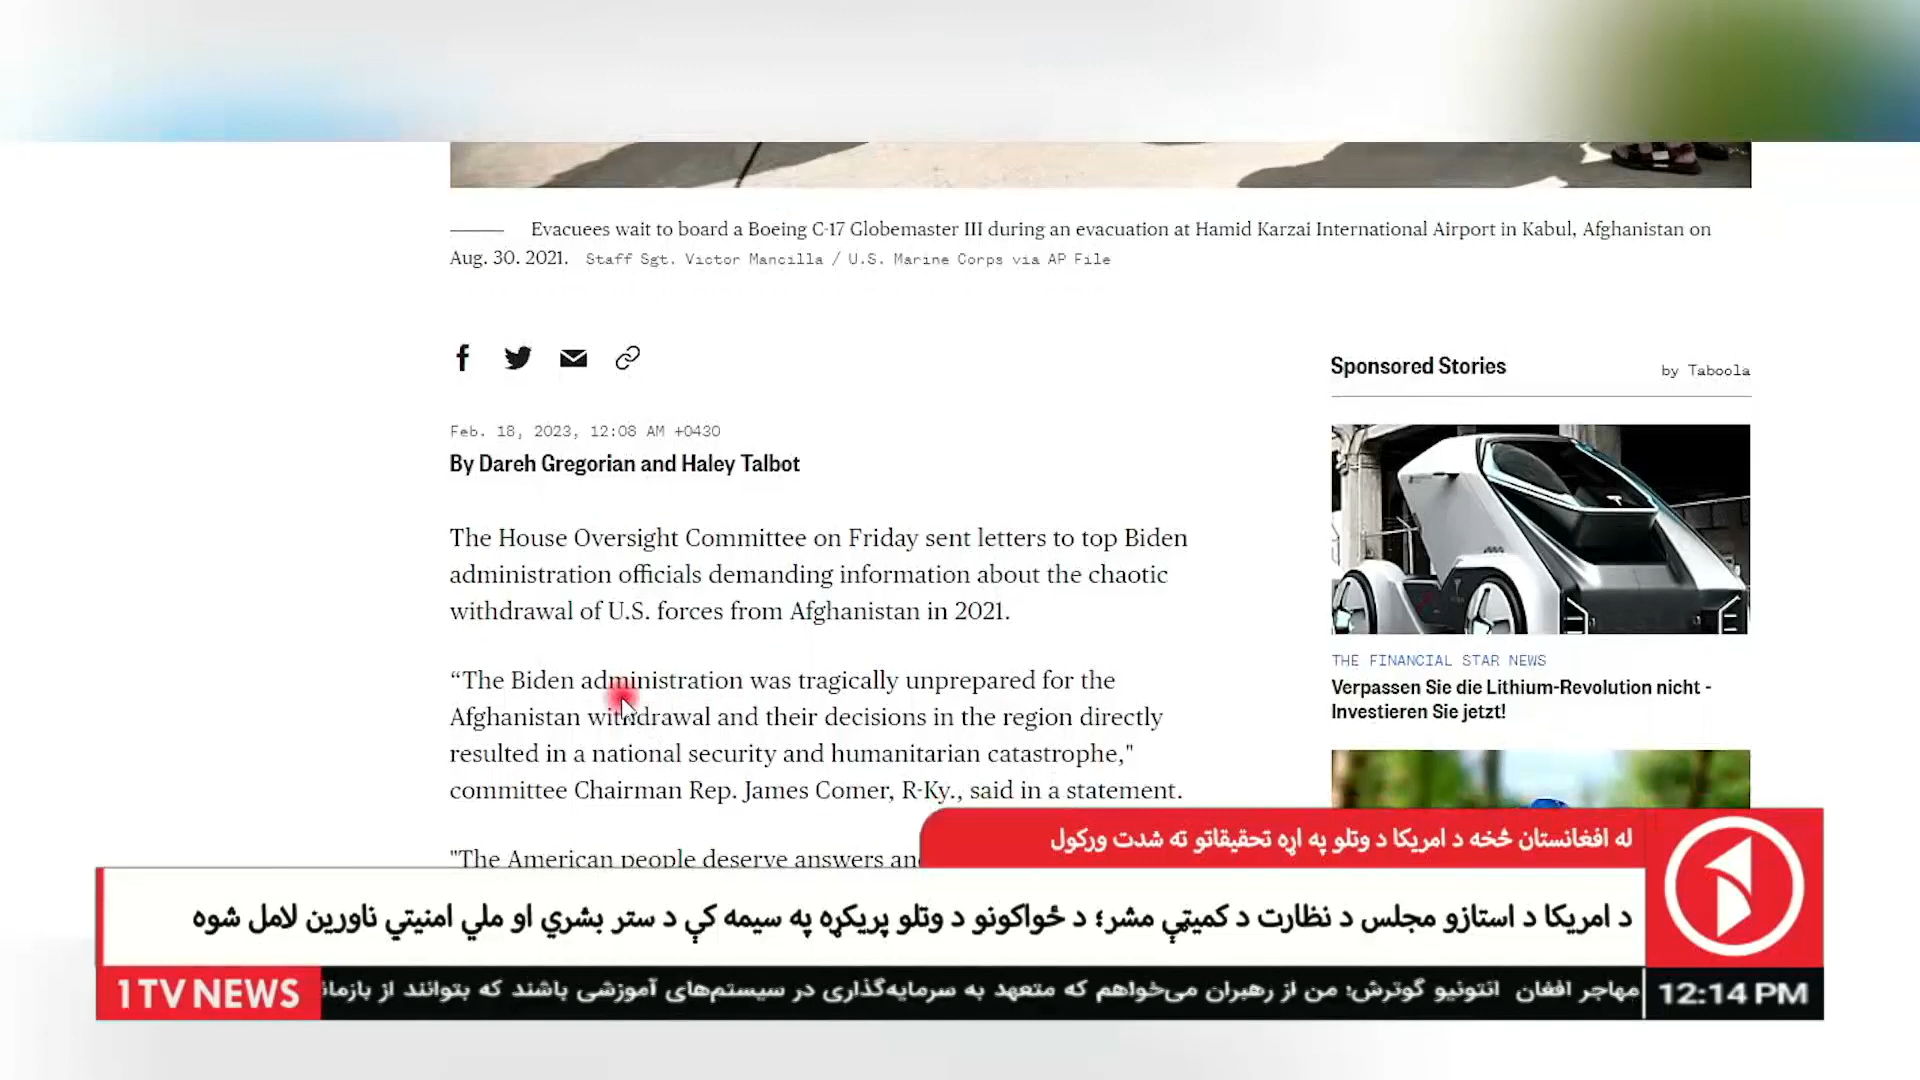 Evacuees wait to board a Boeing C-17 Globemaster III during an evacuation at Hamid Karzai International Airport in Kabul, Afghanistan on
Aug. 30. 2021. Staff Sgt. Victor Mancilla / U.S. Marine Corps via AP File
Sponsored Stories
by Taboola
Feb. 18, 2023, 12:08 AM +0430
By Dareh Gregorian and Haley Talbot
The House Oversight Committee on Friday sent letters to top Biden
administration officials demanding information about the chaotic
withdrawal of U.S. forces from Afghanistan in 2021.
“The Biden administration was tragically unprepared for the
Afghanistan withdrawal and their decisions in the region directly
resulted in a national security and humanitarian catastrophe,"
committee Chairman Rep. James Comer, R-Ky., said in a statement.
"The American people deserve answers and
THE FINANCIAL STAR NEWS
Verpassen Sie die Lithium-Revolution nicht -
Investieren Sie jetzt!
له افغانستان څخه د امریکا د وتلو په اړه تحقیقاتو ته شدت ورکول
د امریکا د استازو مجلس د نظارت د کمیټې مشر؛ د ځواکونو د وتلو پریکړه په سیمه کې د ستر بشري او ملي امنیتي ناورین لامل شوه
1TV NEWS
مهاجر افغان انتونیو گوترش؛ من از رهبران می‌خواهم که متعهد به سرمایه‌گذاری در سیستم‌های آموزشی باشند که بتوانند از
12:14 PM